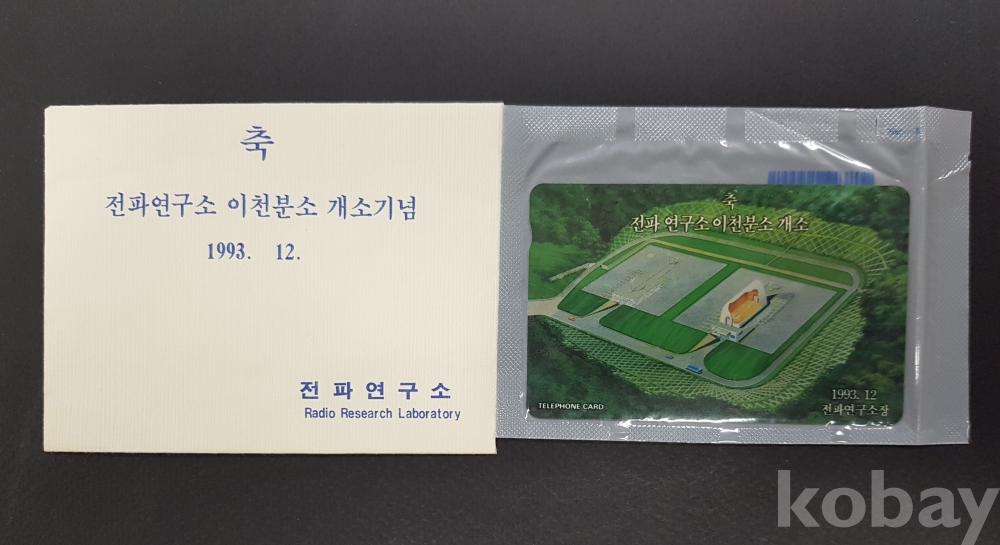 축
전파연구소 이천분소 개소기념
1993. 12.
전파연구소
Radio Research Laboratory
축
전파 연구소 이천분소 개소
TELEPHONE CARD
1993. 12
전파연구소장
kobay